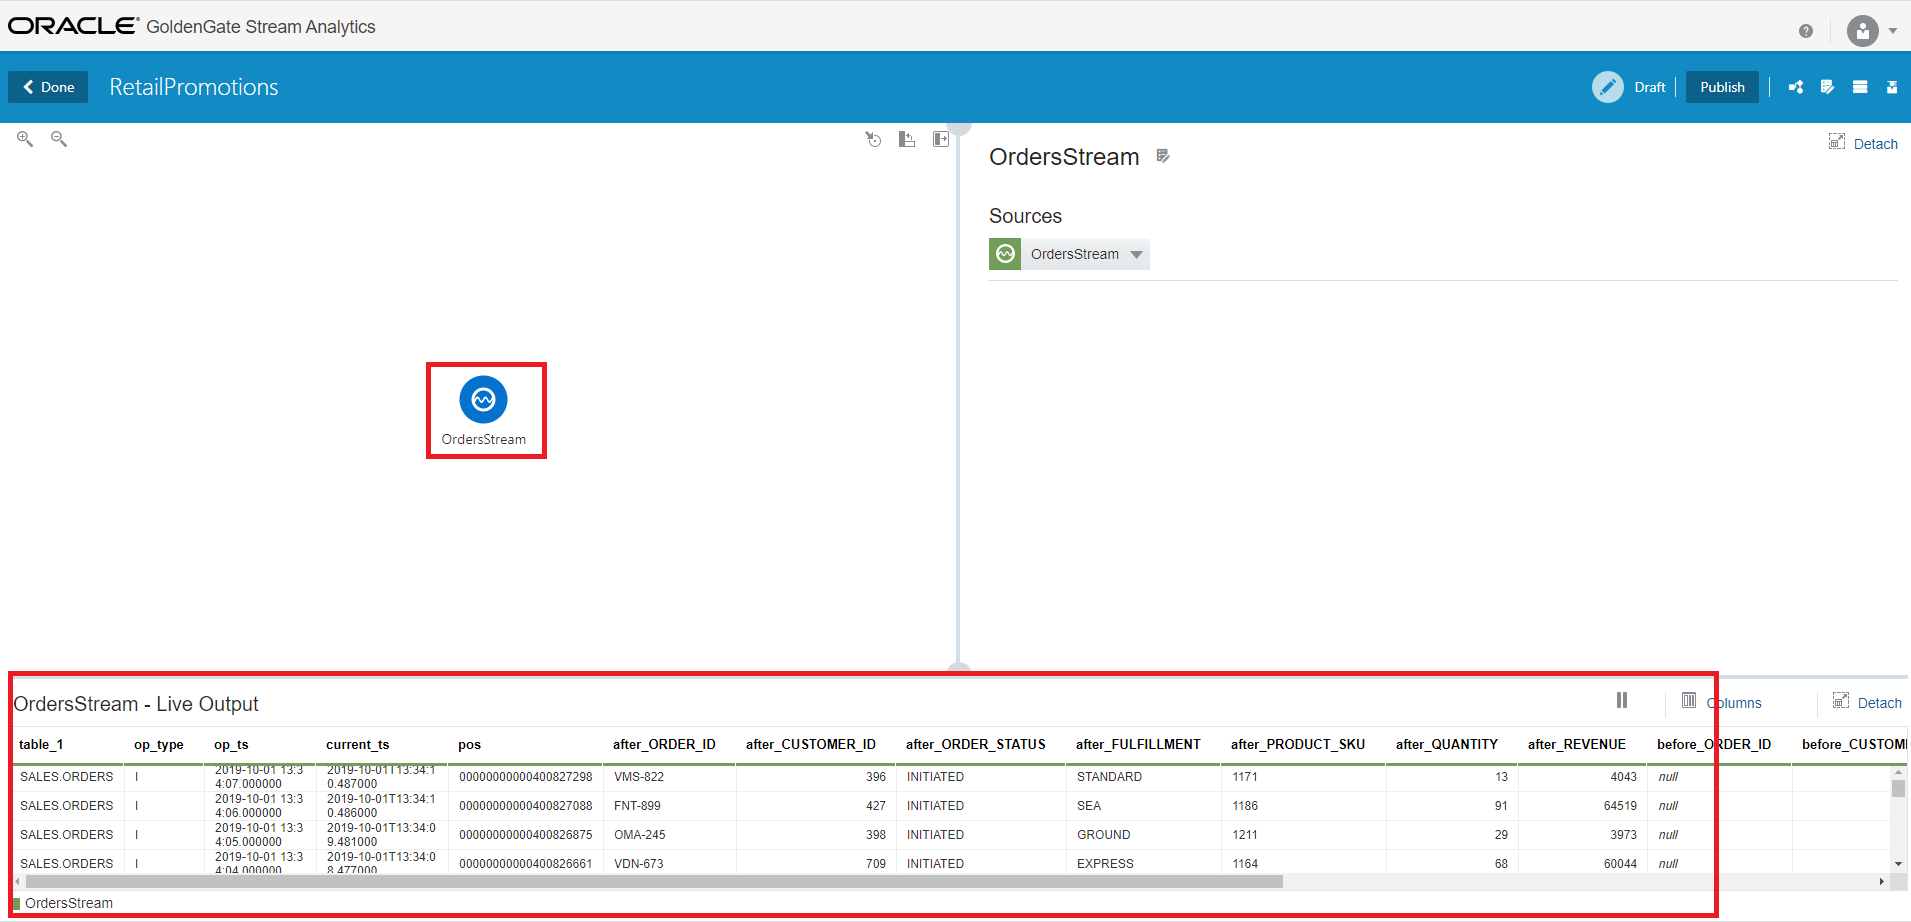 ORACLE GoldenGate Stream Analytics
Done RetailPromotions Draft Publish
OrdersStream Detach
Sources
OrdersStream
OrdersStream
OrdersStream - Live Output Columns Detach
table_1 op_type op_ts current_ts pos after_ORDER_ID after_CUSTOMER_ID after_ORDER_STATUS after_FULFILLMENT after_PRODUCT_SKU after_QUANTITY after_REVENUE before_ORDER_ID before_CUSTOM
SALES.ORDERS I 2019-10-01 13:34:07.000000 2019-10-01T13:34:10.487000 00000000000400827298 VMS-822 396 INITIATED STANDARD 1171 13 4043 null
SALES.ORDERS I 2019-10-01 13:34:06.000000 2019-10-01T13:34:10.486000 00000000000400827088 FNT-899 427 INITIATED SEA 1186 91 64519 null
SALES.ORDERS I 2019-10-01 13:34:05.000000 2019-10-01T13:34:09.481000 00000000000400826875 OMA-245 398 INITIATED GROUND 1211 29 3973 null
SALES.ORDERS I 2019-10-01 13:34:04.000000 2019-10-01T13:34:08.477000 00000000000400826661 VDN-673 709 INITIATED EXPRESS 1164 68 60044 null
OrdersStream